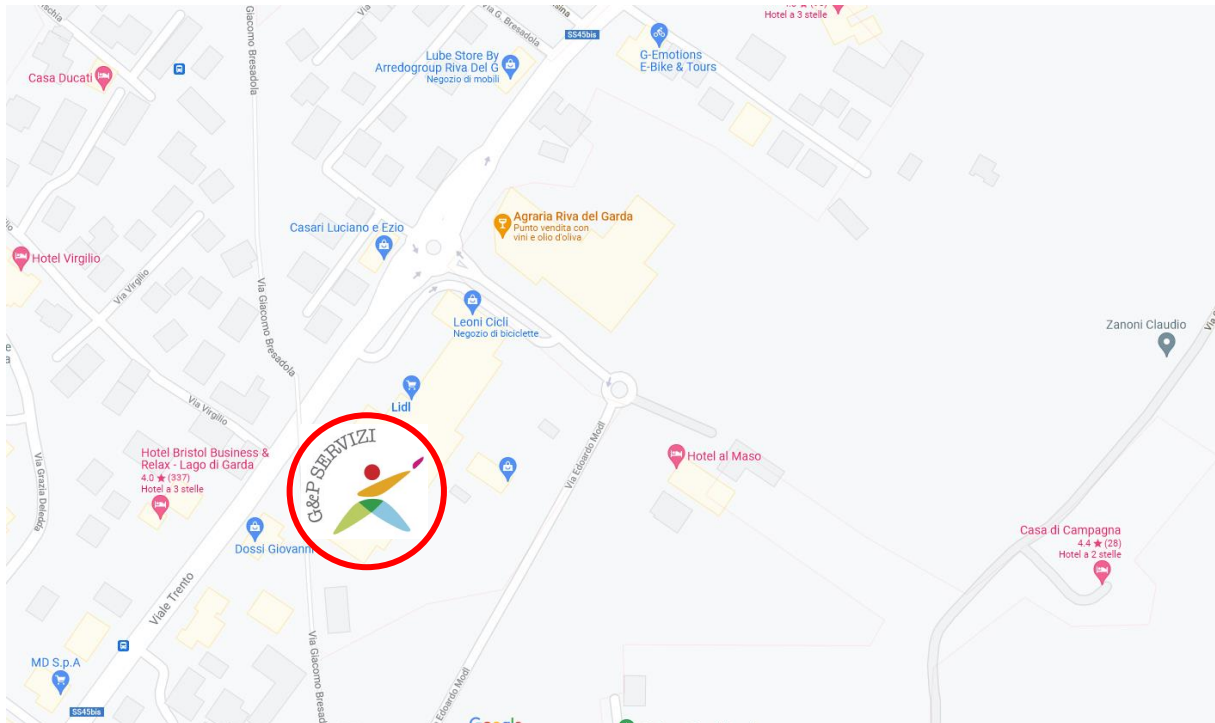 Giacomo Bresadola
Via G. Bresadola
SS45bis
Hotel a 3 stelle
Casa Ducati
Lube Store By
Arredogroup Riva Del G
Negozio di mobili
G-Emotions
E-Bike & Tours
Agraria Riva del Garda
Punto vendita con
vini e olio d'oliva
Casari Luciano e Ezio
Hotel Virgilio
Via Virgilio
Via Giacomo Bresadola
Leoni Cicli
Negozio di biciclette
Zanoni Claudio
Lidl
Via Virgilio
Hotel Bristol Business &
Relax - Lago di Garda
4.0 ★ (337)
Hotel a 3 stelle
G&P SERVIZI
Via Edoardo Modl
Hotel al Maso
Via Grazia Deledda
Dossi Giovanni
Casa di Campagna
4.4 ★ (28)
Hotel a 2 stelle
Viale Trento
MD S.p.A
Via Giacomo Bresad
Edoardo Modl
SS45bis
Google